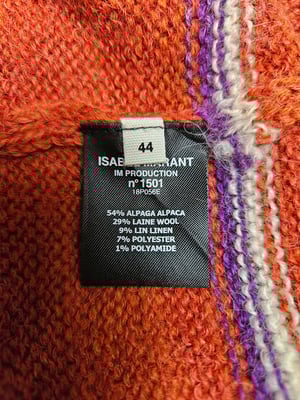 44
ISABEL MARANT
IM PRODUCTION
n°1501
18P056E
54% ALPAGA ALPACA
29% LAINE WOOL
9% LIN LINEN
7% POLYESTER
1% POLYAMIDE